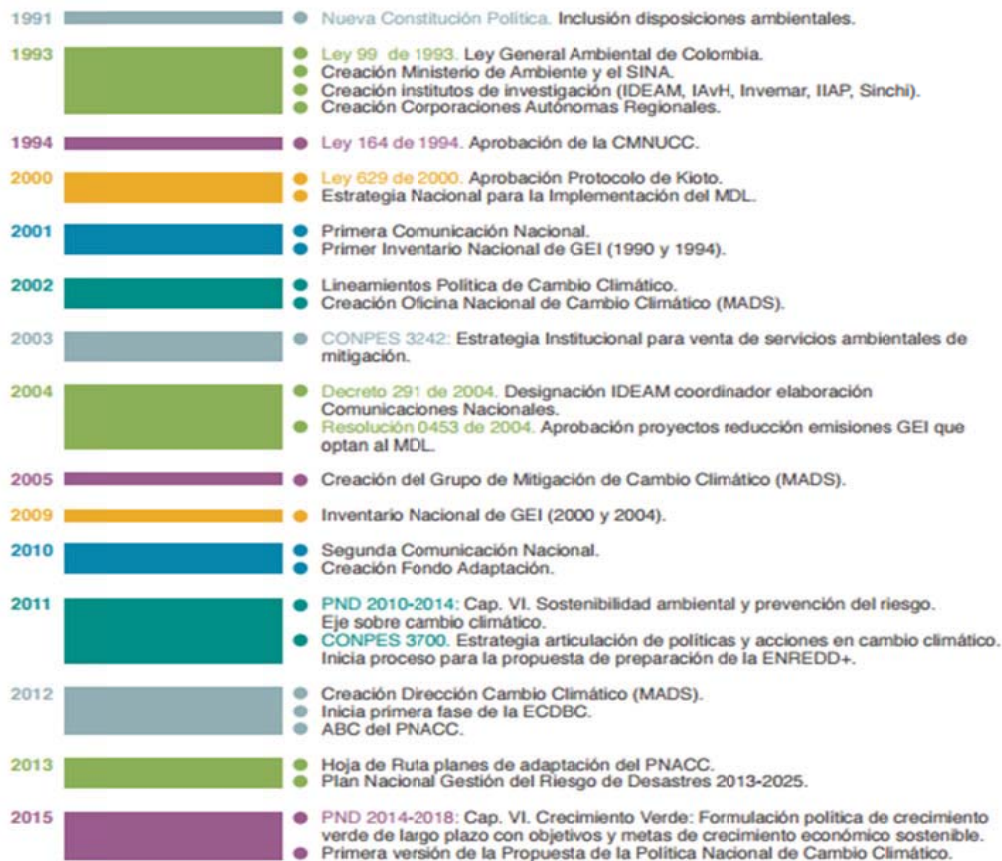 1991 Nueva Constitución Política. Inclusión disposiciones ambientales.
1993 Ley 99 de 1993. Ley General Ambiental de Colombia.
Creación Ministerio de Ambiente y el SINA.
Creación institutos de investigación (IDEAM, IAvH, Invemar, IIAP, Sinchi).
Creación Corporaciones Autónomas Regionales.
1994 Ley 164 de 1994. Aprobación de la CMNUCC.
2000 Ley 629 de 2000. Aprobación Protocolo de Kioto.
Estrategia Nacional para la Implementación del MDL.
2001 Primera Comunicación Nacional.
Primer Inventario Nacional de GEI (1990 y 1994).
2002 Lineamientos Política de Cambio Climático.
Creación Oficina Nacional de Cambio Climático (MADS).
2003 CONPES 3242: Estrategia Institucional para venta de servicios ambientales de
mitigación.
2004 Decreto 291 de 2004. Designación IDEAM coordinador elaboración
Comunicaciones Nacionales.
Resolución 0453 de 2004. Aprobación proyectos reducción emisiones GEI que
optan al MDL.
2005 Creación del Grupo de Mitigación de Cambio Climático (MADS).
2009 Inventario Nacional de GEI (2000 y 2004).
2010 Segunda Comunicación Nacional.
Creación Fondo Adaptación.
2011 PND 2010-2014: Cap. VI. Sostenibilidad ambiental y prevención del riesgo.
Eje sobre cambio climático.
CONPES 3700. Estrategia articulación de políticas y acciones en cambio climático.
Inicia proceso para la propuesta de preparación de la ENREDD+.
2012 Creación Dirección Cambio Climático (MADS).
Inicia primera fase de la ECDBC.
ABC del PNACC.
2013 Hoja de Ruta planes de adaptación del PNACC.
Plan Nacional Gestión del Riesgo de Desastres 2013-2025.
2015 PND 2014-2018: Cap. VI. Crecimiento Verde: Formulación política de crecimiento
verde de largo plazo con objetivos y metas de crecimiento económico sostenible.
Primera versión de la Propuesta de la Política Nacional de Cambio Climático.